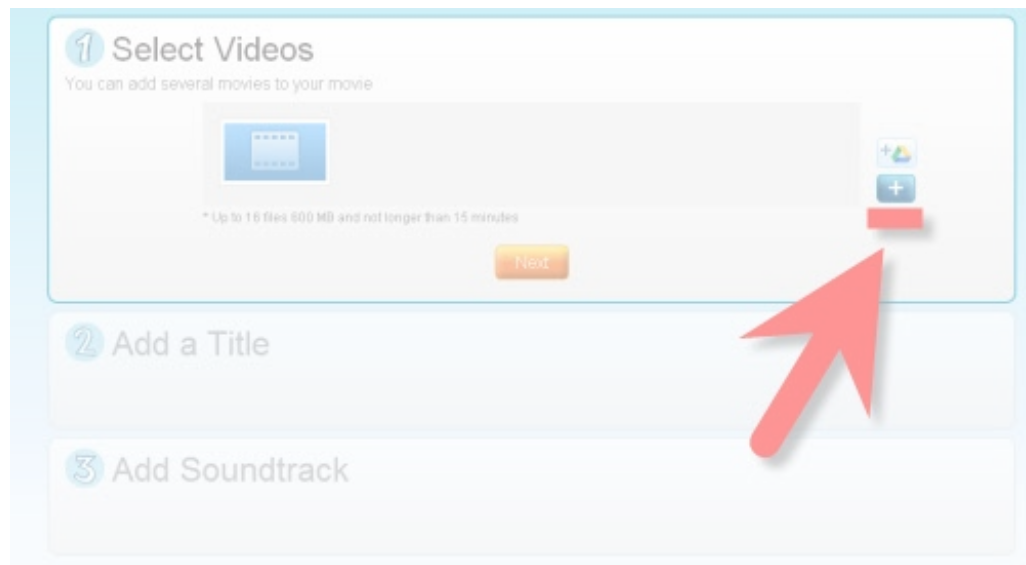 1 Select Videos
You can add several movies to your movie
+
+
* Up to 16 files 600 MB and not longer than 15 minutes
Next
2 Add a Title
3 Add Soundtrack